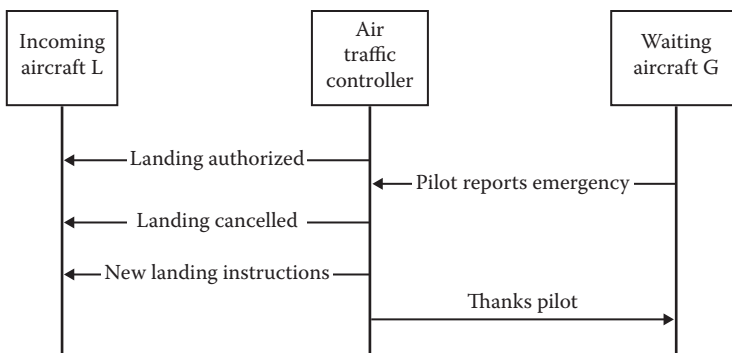 Incoming
aircraft L
Air
traffic
controller
Waiting
aircraft G
Landing authorized
Pilot reports emergency
Landing cancelled
New landing instructions
Thanks pilot